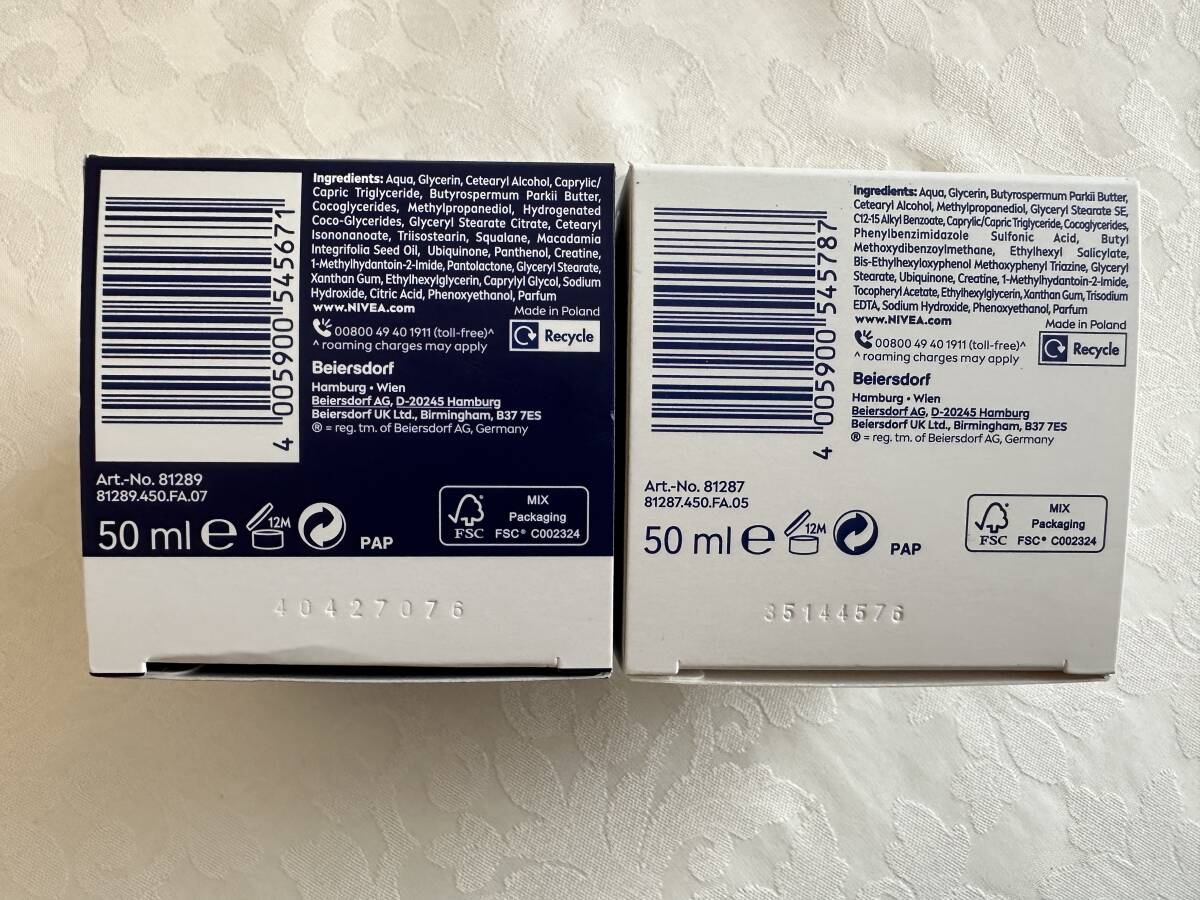 Ingredients: Aqua, Glycerin, Cetearyl Alcohol, Caprylic/
Capric Triglyceride, Butyrospermum Parkii Butter,
Cocoglycerides, Methylpropanediol, Hydrogenated
Coco-Glycerides, Glyceryl Stearate Citrate, Cetearyl
Isononanoate, Triisostearin, Squalane, Macadamia
Integrifolia Seed Oil, Ubiquinone, Panthenol, Creatine,
1-Methylhydantoin-2-Imide, Pantolactone, Glyceryl Stearate,
Xanthan Gum, Ethylhexylglycerin, Caprylyl Glycol, Sodium
Hydroxide, Citric Acid, Phenoxyethanol, Parfum
www.NIVEA.com
Made in Poland
00800 49 40 1911 (toll-free)^
^ roaming charges may apply
Recycle
Beiersdorf
Hamburg • Wien
Beiersdorf AG, D-20245 Hamburg
Beiersdorf UK Ltd., Birmingham, B37 7ES
® = reg. tm. of Beiersdorf AG, Germany
4 005900 545671
Art.-No. 81289
81289.450.FA.07
50 ml e
12M
PAP
FSC
MIX
Packaging
FSC® C002324
40427076
Ingredients: Aqua, Glycerin, Butyrospermum Parkii Butter,
Cetearyl Alcohol, Methylpropanediol, Glyceryl Stearate SE,
C12-15 Alkyl Benzoate, Caprylic/Capric Triglyceride, Cocoglycerides,
Phenylbenzimidazole Sulfonic Acid, Butyl
Methoxydibenzoylmethane, Ethylhexyl Salicylate,
Bis-Ethylhexyloxyphenol Methoxyphenyl Triazine, Glyceryl
Stearate, Ubiquinone, Creatine, 1-Methylhydantoin-2-Imide,
Tocopheryl Acetate, Ethylhexylglycerin, Xanthan Gum, Trisodium
EDTA, Sodium Hydroxide, Phenoxyethanol, Parfum
www.NIVEA.com
Made in Poland
00800 49 40 1911 (toll-free)^
^ roaming charges may apply
Recycle
Beiersdorf
Hamburg • Wien
Beiersdorf AG, D-20245 Hamburg
Beiersdorf UK Ltd., Birmingham, B37 7ES
® = reg. tm. of Beiersdorf AG, Germany
4 005900 545787
Art.-No. 81287
81287.450.FA.05
50 ml e
12M
PAP
FSC
MIX
Packaging
FSC® C002324
35144576